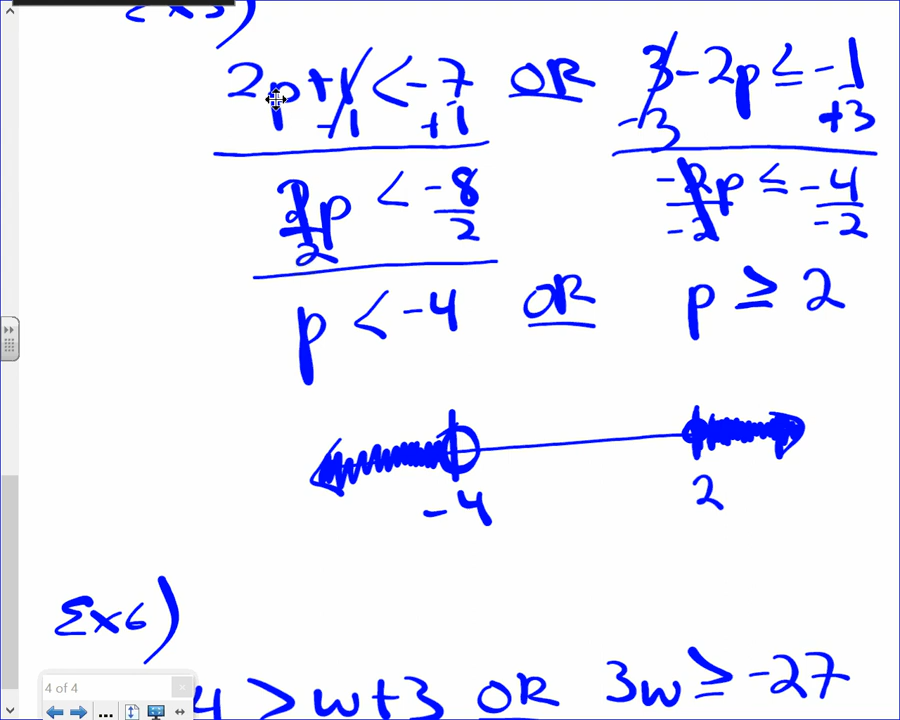 Ex5)
2p+1 < -7 OR 3-2p ≤ -1
-1 +1 -3 +3
2p < -8 -2p ≤ -4
2 2 -2 -2
p < -4 OR p ≥ 2
-4 2
Ex6)
4 > w+3 OR 3w ≥ -27
4 of 4
...